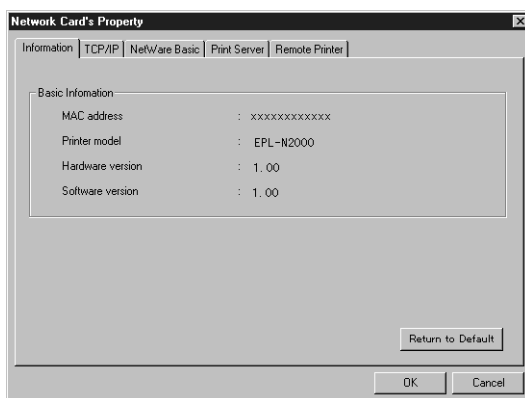 Network Card's Property
Information TCP/IP NetWare Basic Print Server Remote Printer
Basic Infomation
MAC address : xxxxxxxxxxxx
Printer model : EPL-N2000
Hardware version : 1.00
Software version : 1.00
Return to Default
OK Cancel